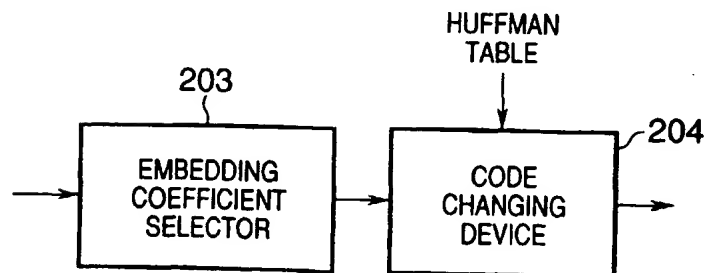 HUFFMAN
TABLE
203
204
EMBEDDING
COEFFICIENT
SELECTOR
CODE
CHANGING
DEVICE